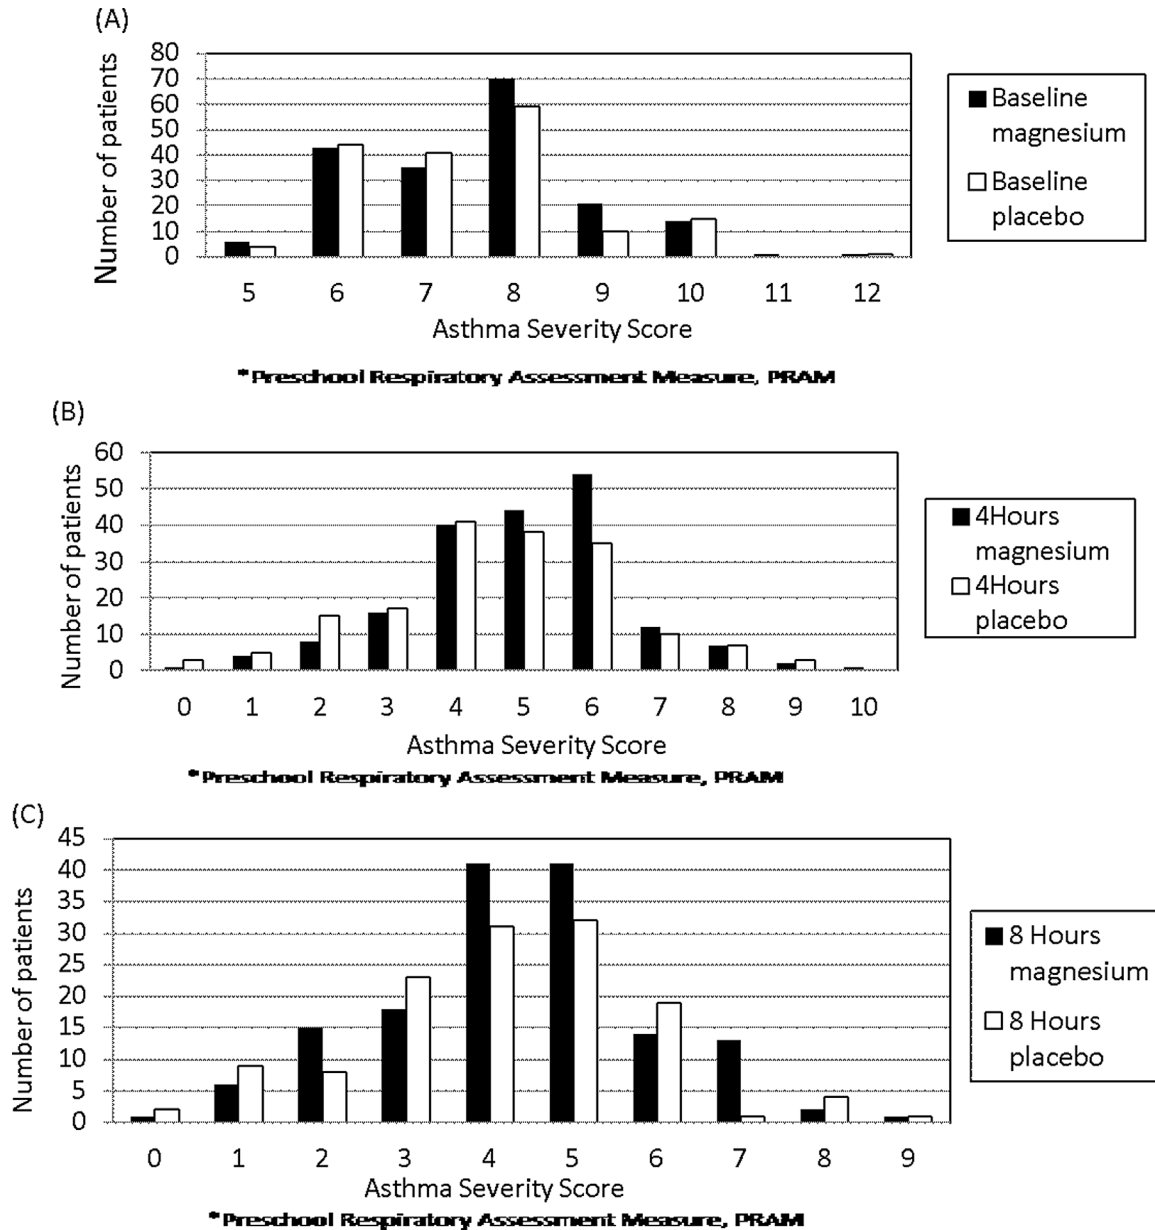 (A)
Number of patients
80
70
60
50
40
30
20
10
0
5 6 7 8 9 10 11 12
Asthma Severity Score
*Preschool Respiratory Assessment Measure, PRAM
Baseline
magnesium
Baseline
placebo
(B)
Number of patients
60
50
40
30
20
10
0
0 1 2 3 4 5 6 7 8 9 10
Asthma Severity Score
*Preschool Respiratory Assessment Measure, PRAM
4Hours
magnesium
4Hours
placebo
(C)
Number of patients
45
40
35
30
25
20
15
10
5
0
0 1 2 3 4 5 6 7 8 9
Asthma Severity Score
*Preschool Respiratory Assessment Measure, PRAM
8 Hours
magnesium
8 Hours
placebo